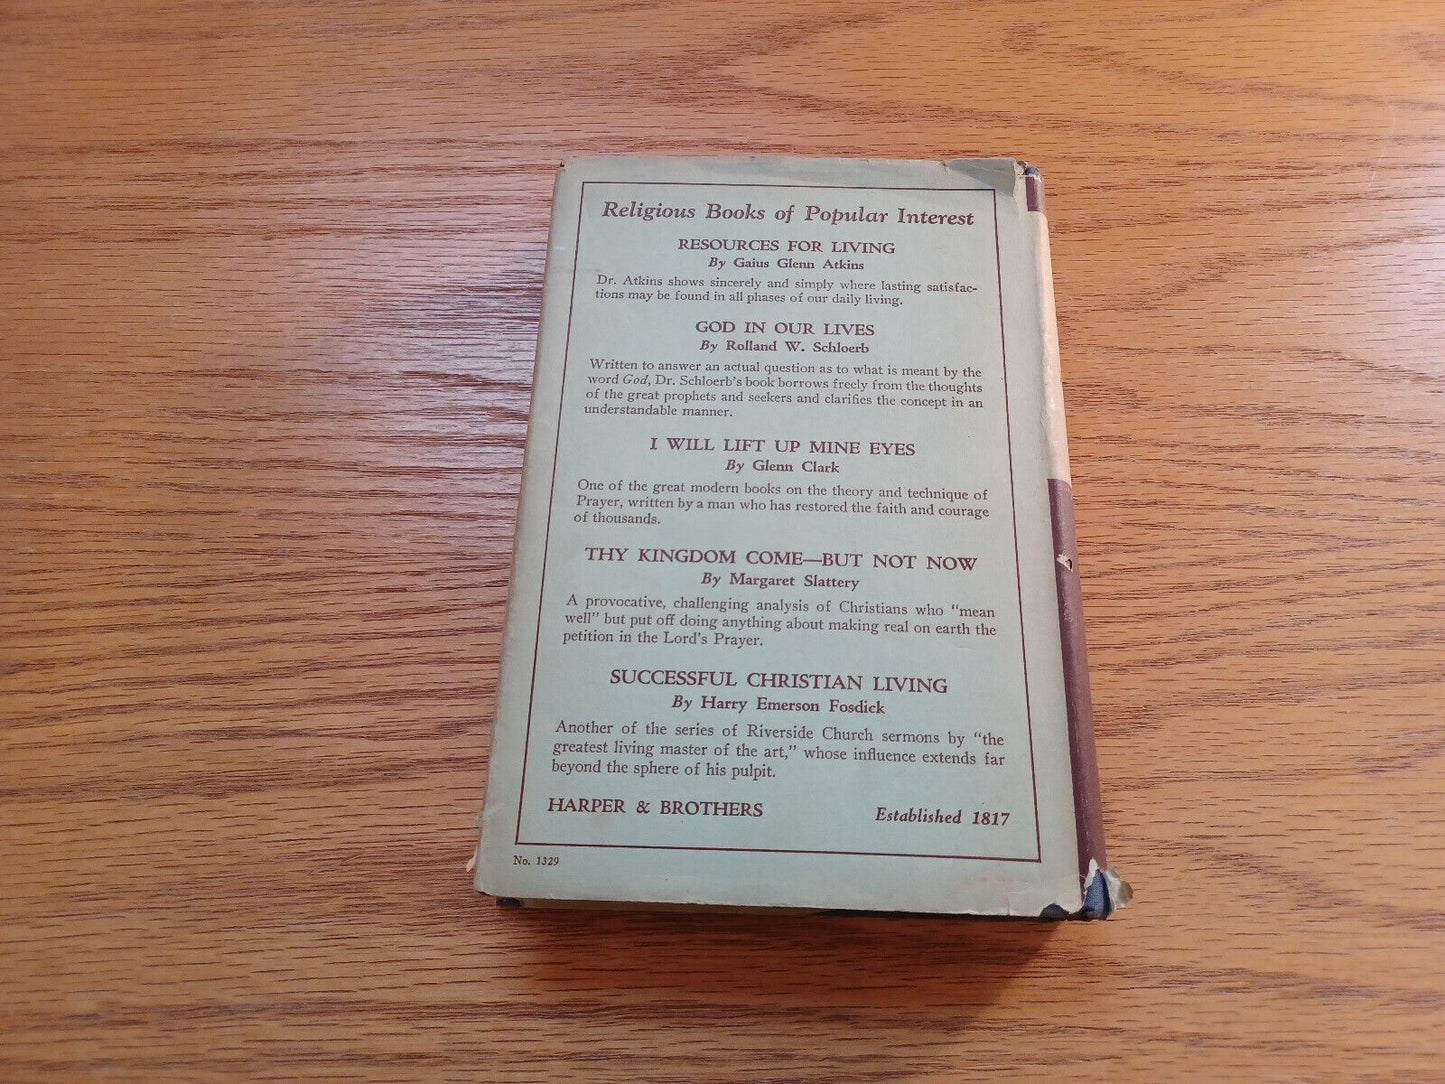 Religious Books of Popular Interest
RESOURCES FOR LIVING
By Gaius Glenn Atkins
Dr. Atkins shows sincerely and simply where lasting satisfac-
tions may be found in all phases of our daily living.
GOD IN OUR LIVES
By Rolland W. Schloerb
Written to answer an actual question as to what is meant by the
word God, Dr. Schloerb's book borrows freely from the thoughts
of the great prophets and seekers and clarifies the concept in an
understandable manner.
I WILL LIFT UP MINE EYES
By Glenn Clark
One of the great modern books on the theory and technique of
Prayer, written by a man who has restored the faith and courage
of thousands.
THY KINGDOM COME—BUT NOT NOW
By Margaret Slattery
A provocative, challenging analysis of Christians who "mean
well" but put off doing anything about making real on earth the
petition in the Lord's Prayer.
SUCCESSFUL CHRISTIAN LIVING
By Harry Emerson Fosdick
Another of the series of Riverside Church sermons by "the
greatest living master of the art," whose influence extends far
beyond the sphere of his pulpit.
HARPER & BROTHERS Established 1817
No. 1329